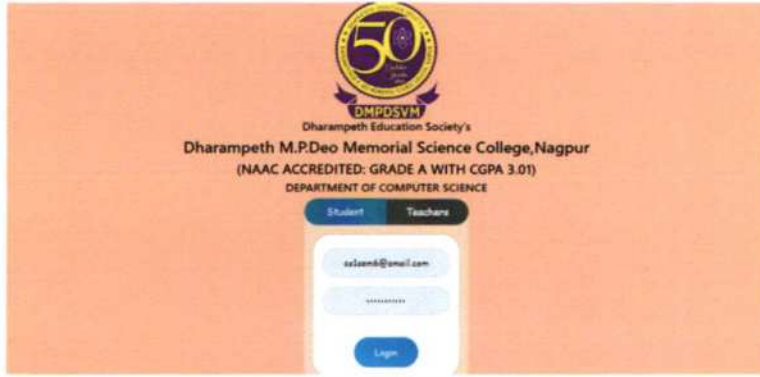 50
DMPDSVM
Dharampeth Education Society's
Dharampeth M.P.Deo Memorial Science College,Nagpur
(NAAC ACCREDITED: GRADE A WITH CGPA 3.01)
DEPARTMENT OF COMPUTER SCIENCE
Student Teachers
Login